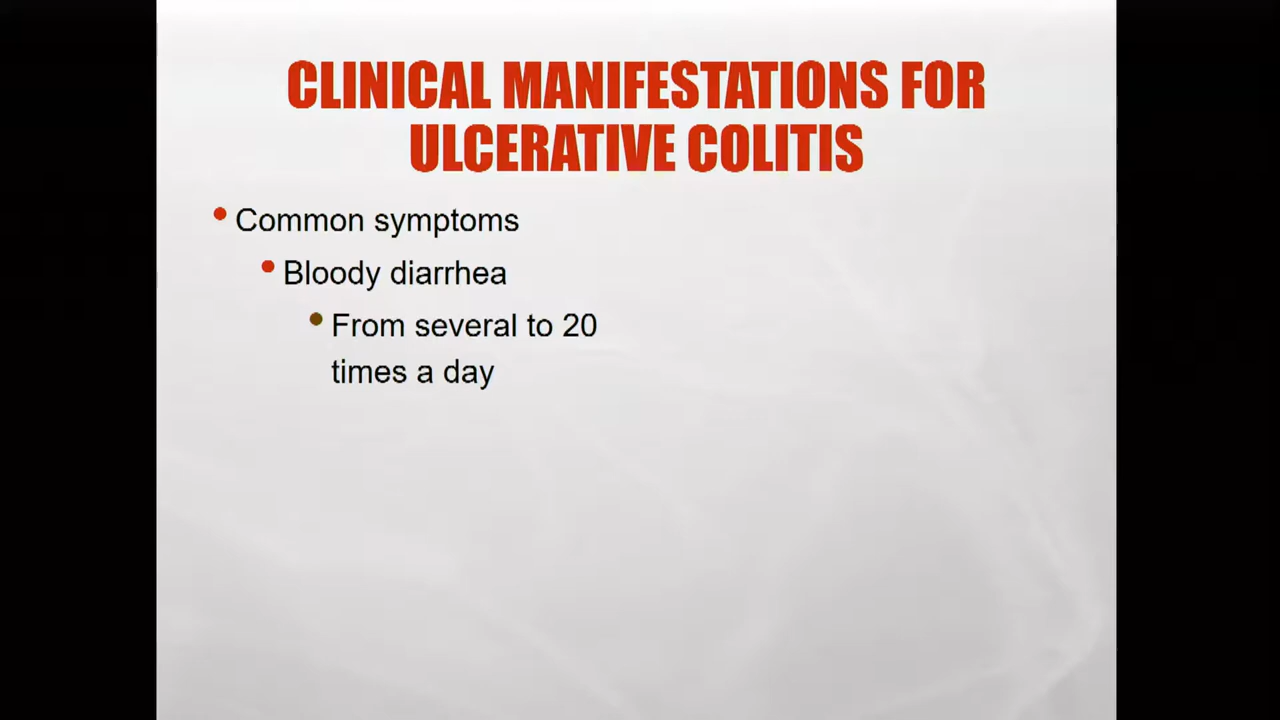 CLINICAL MANIFESTATIONS FOR
ULCERATIVE COLITIS
• Common symptoms
• Bloody diarrhea
• From several to 20
times a day